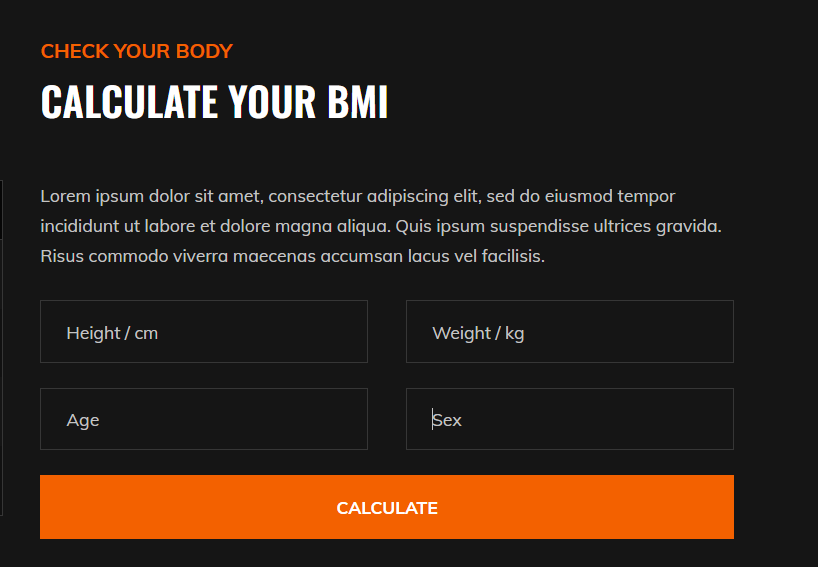 CHECK YOUR BODY
CALCULATE YOUR BMI
Lorem ipsum dolor sit amet, consectetur adipiscing elit, sed do eiusmod tempor
incididunt ut labore et dolore magna aliqua. Quis ipsum suspendisse ultrices gravida.
Risus commodo viverra maecenas accumsan lacus vel facilisis.
Height / cm
Weight / kg
Age
Sex
CALCULATE